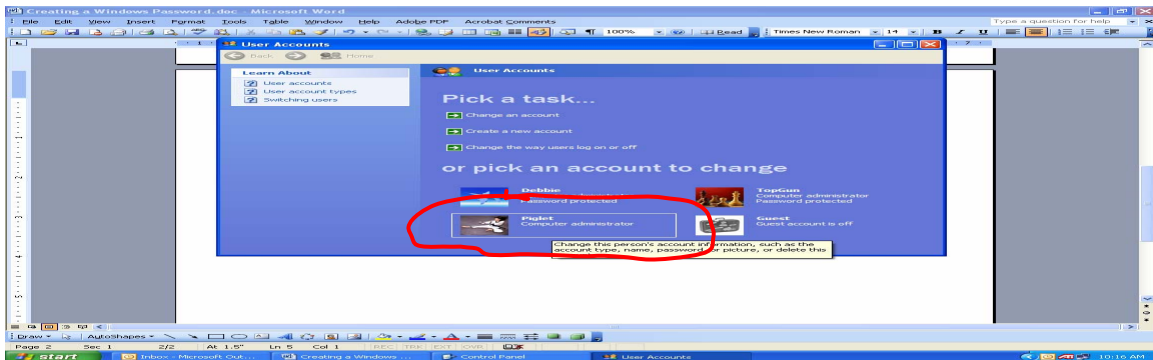 Creating a Windows Password.doc - Microsoft Word
File Edit View Insert Format Tools Table Window Help Adobe PDF Acrobat Comments
Type a question for help
100% Read Times New Roman 14 B I U
User Accounts
Back Home
Learn About
User accounts
User account types
Switching users
User Accounts
Pick a task...
Change an account
Create a new account
Change the way users log on or off
or pick an account to change
Debbie
administrator
Password protected
TopGun
Computer administrator
Password protected
Piglet
Computer administrator
Guest
Guest account is off
Change this person's account information, such as the
account type, name, password, or picture, or delete this
Draw AutoShapes
Page 2 Sec 1 2/2 At 1.5" Ln 5 Col 1 REC TRK EXT OVR
start Inbox - Microsoft Out... Creating a Windows ... Control Panel User Accounts 10:16 AM